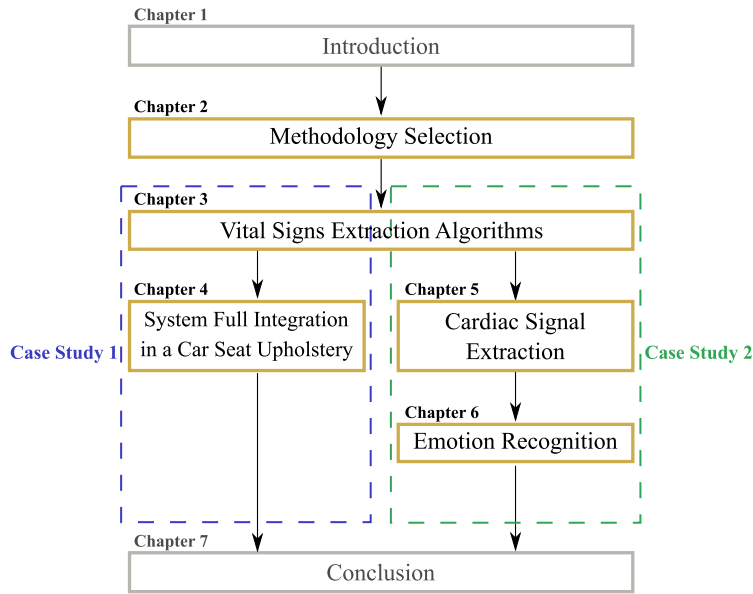 Chapter 1
Introduction
Chapter 2
Methodology Selection
Chapter 3
Vital Signs Extraction Algorithms
Chapter 4
System Full Integration
in a Car Seat Upholstery
Case Study 1
Chapter 5
Cardiac Signal
Extraction
Case Study 2
Chapter 6
Emotion Recognition
Chapter 7
Conclusion